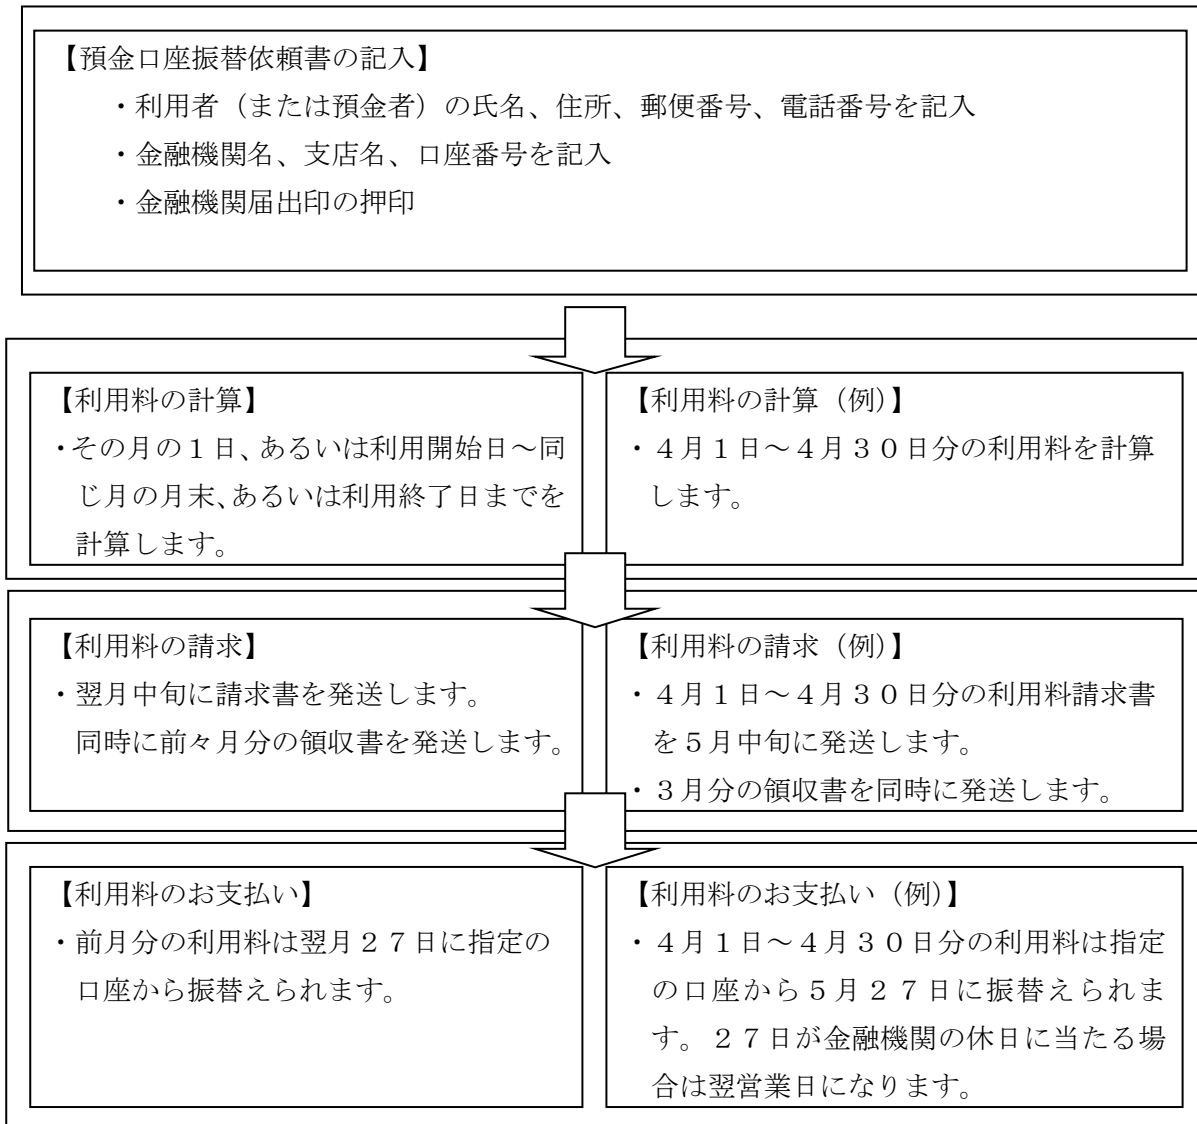 【預金口座振替依頼書の記入】
・利用者（または預金者）の氏名、住所、郵便番号、電話番号を記入
・金融機関名、支店名、口座番号を記入
・金融機関届出印の押印
【利用料の計算】
・その月の１日、あるいは利用開始日～同
じ月の月末、あるいは利用終了日までを
計算します。
【利用料の計算（例）】
・４月１日～４月３０日分の利用料を計算
します。
【利用料の請求】
・翌月中旬に請求書を発送します。
同時に前々月分の領収書を発送します。
【利用料の請求（例）】
・４月１日～４月３０日分の利用料請求書
を５月中旬に発送します。
・３月分の領収書を同時に発送します。
【利用料のお支払い】
・前月分の利用料は翌月２７日に指定の
口座から振替えられます。
【利用料のお支払い（例）】
・４月１日～４月３０日分の利用料は指定
の口座から５月２７日に振替えられま
す。２７日が金融機関の休日に当たる場
合は翌営業日になります。